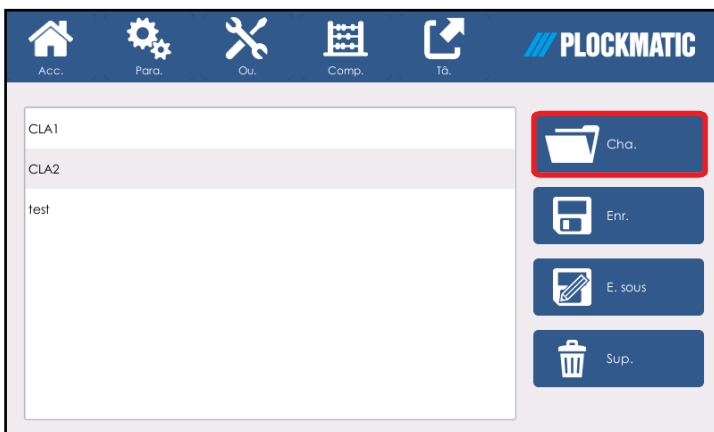 Acc.
Para.
Ou.
Comp.
Tâ.
PLOCKMATIC
CLA1
CLA2
test
Cha.
Enr.
E. sous
Sup.